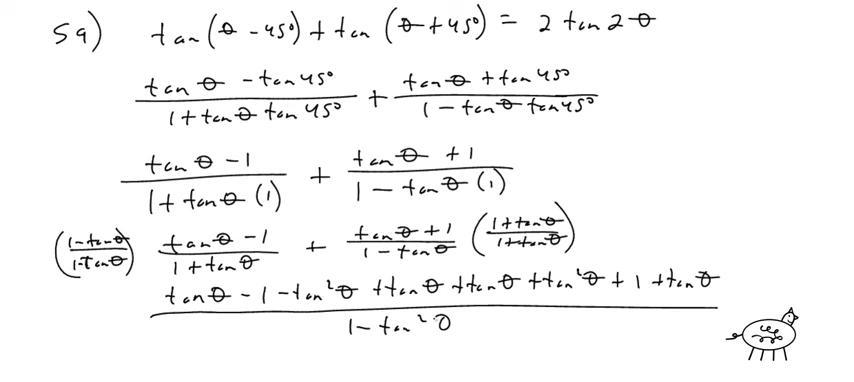 5a) tan(θ - 45°) + tan(θ + 45°) = 2 tan 2θ
(tan θ - tan 45°)/(1 + tan θ tan 45°) + (tan θ + tan 45°)/(1 - tan θ tan 45°)
(tan θ - 1)/(1 + tan θ (1)) + (tan θ + 1)/(1 - tan θ (1))
((1 - tan θ)/(1 - tan θ)) (tan θ - 1)/(1 + tan θ) + (tan θ + 1)/(1 - tan θ) ((1 + tan θ)/(1 + tan θ))
(tan θ - 1 - tan²θ + tan θ + tan θ + tan²θ + 1 + tan θ)/(1 - tan²θ)